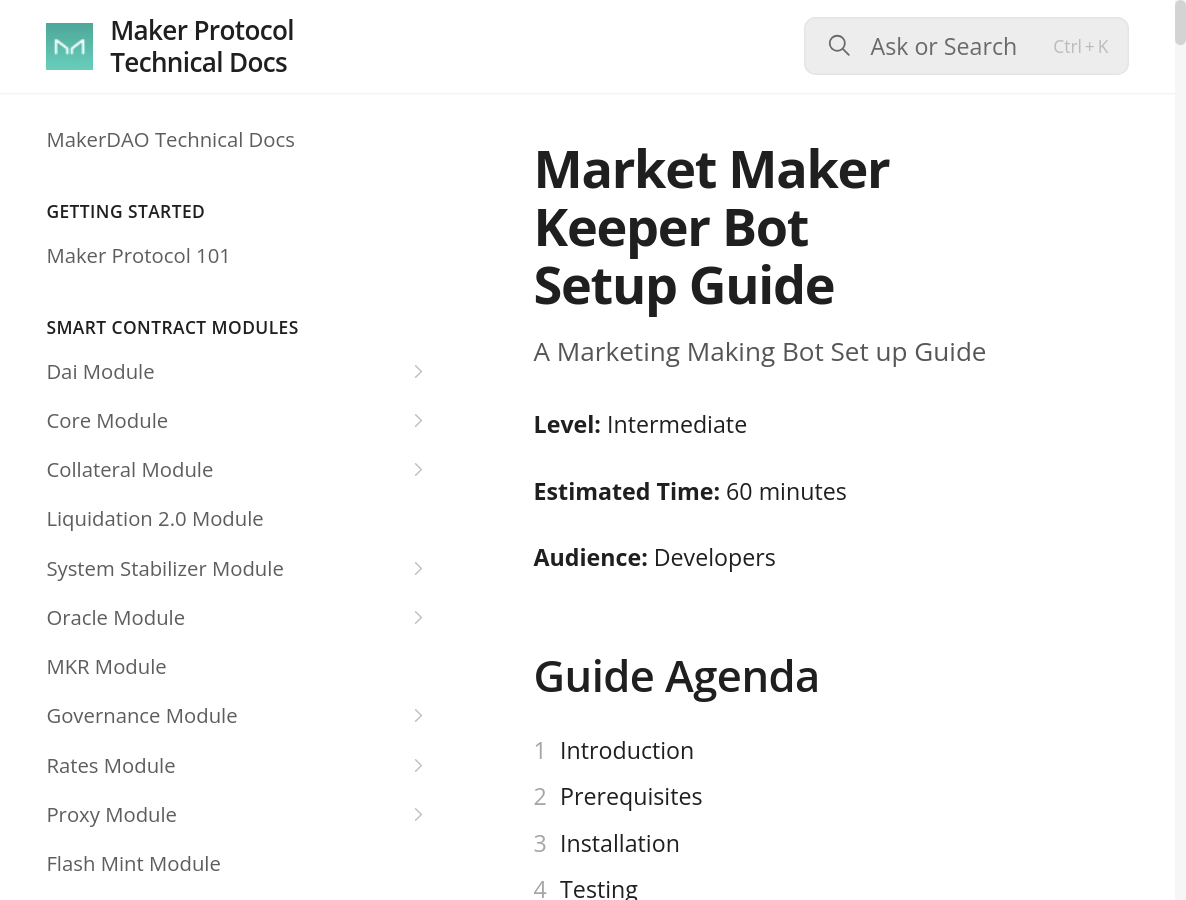 Maker Protocol
Technical Docs
Ask or Search
Ctrl + K
MakerDAO Technical Docs
GETTING STARTED
Maker Protocol 101
SMART CONTRACT MODULES
Dai Module
Core Module
Collateral Module
Liquidation 2.0 Module
System Stabilizer Module
Oracle Module
MKR Module
Governance Module
Rates Module
Proxy Module
Flash Mint Module
Market Maker
Keeper Bot
Setup Guide
A Marketing Making Bot Set up Guide
Level: Intermediate
Estimated Time: 60 minutes
Audience: Developers
Guide Agenda
1 Introduction
2 Prerequisites
3 Installation
4 Testing